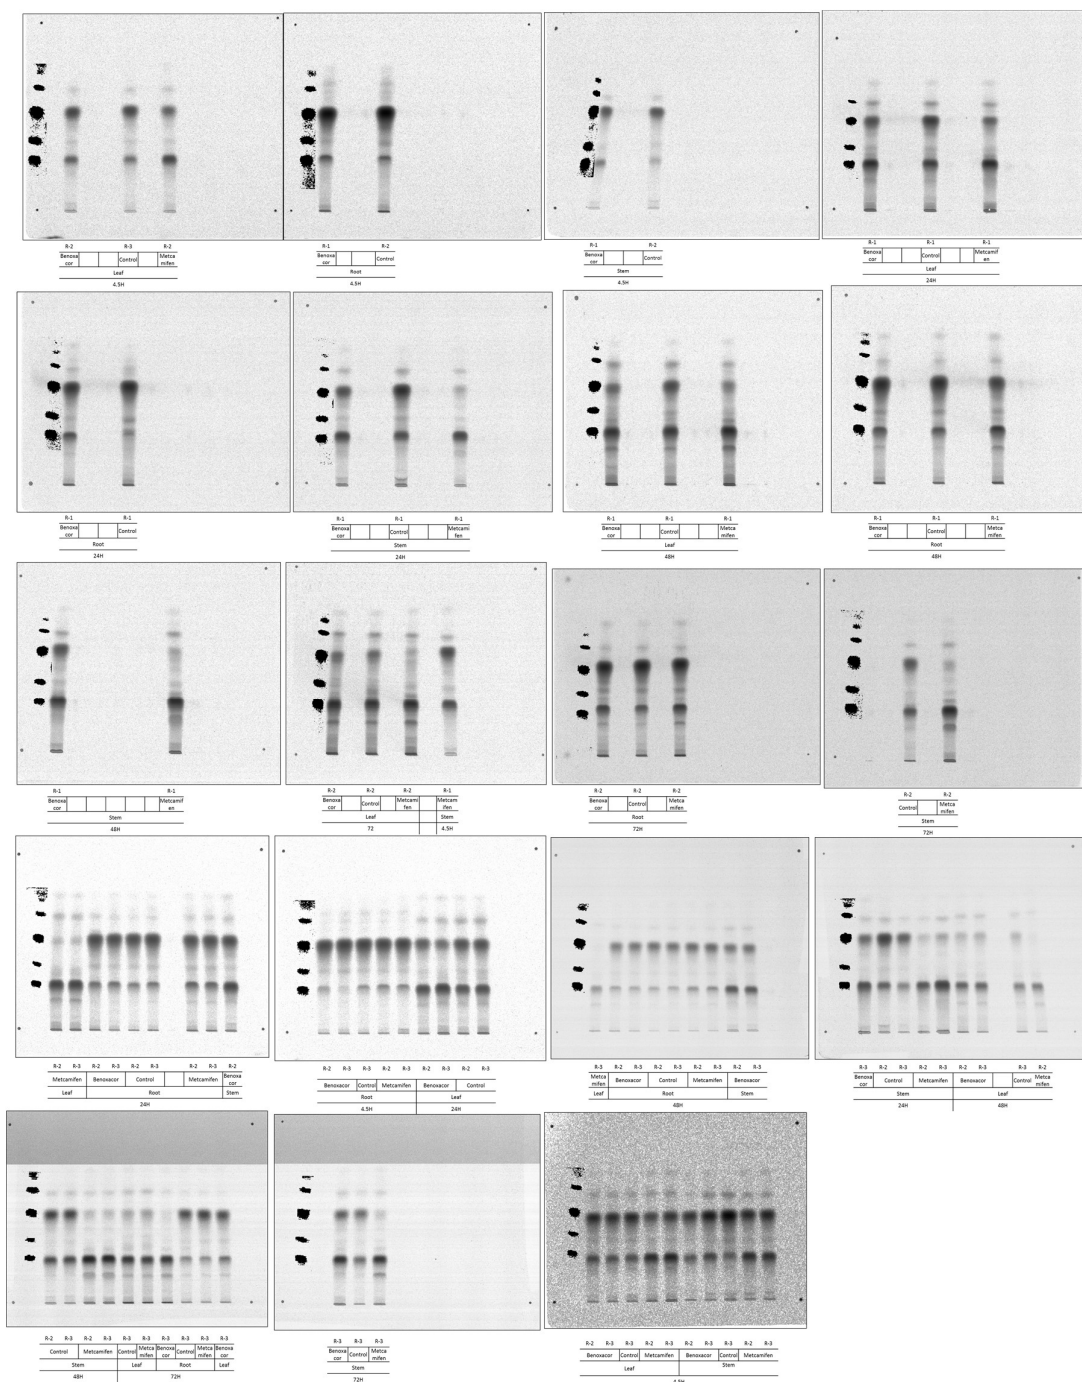 R-2 R-3 R-2
Benoxa cor Control Metca mifen
Leaf
4.5H
R-1 R-2
Benoxa cor Control
Root
4.5H
R-1 R-2
Benoxa cor Control
Stem
4.5H
R-1 R-1 R-1
Benoxa cor Control Metcamif en
Leaf
24H
R-1 R-1
Benoxa cor Control
Root
24H
R-1 R-1 R-1
Benoxa cor Control Metcami fen
Stem
24H
R-1 R-1 R-1
Benoxa cor Control Metca mifen
Leaf
48H
R-1 R-1 R-1
Benoxa cor Control Metca mifen
Root
48H
R-1 R-1
Benoxa cor Metcamif en
Stem
48H
R-2 R-2 R-2 R-1
Benoxa cor Control Metcami fen Metcam ifen
Leaf Stem
72 4.5H
R-2 R-2 R-2
Benoxa cor Control Metca mifen
Root
72H
R-2 R-2
Control Metca mifen
Stem
72H
R-2 R-3 R-2 R-3 R-2 R-3 R-2 R-3 R-2
Metcamifen Benoxacor Control Metcamifen Benoxa cor
Leaf Root Stem
24H
R-2 R-3 R-3 R-2 R-3 R-2 R-3 R-2 R-3
Benoxacor Control Metcamifen Benoxacor Control
Root Leaf
4.5H 24H
R-3 R-2 R-3 R-2 R-3 R-2 R-3 R-2 R-3
Metca mifen Benoxacor Control Metcamifen Benoxacor
Leaf Root Stem
48H
R-3 R-2 R-3 R-2 R-3 R-2 R-3 R-3 R-2
Benoxa cor Control Metcamifen Benoxacor Control Metca mifen
Stem Leaf
24H 48H
R-2 R-3 R-2 R-3 R-3 R-3 R-3 R-3 R-3 R-3
Control Metcamifen Control Metca mifen Benoxa cor Control Metca mifen Benoxa cor
Stem Leaf Root Leaf
48H 72H
R-3 R-3 R-3
Benoxa cor Control Metca mifen
Stem
72H
R-2 R-3 R-3 R-2 R-3 R-2 R-3 R-3 R-2 R-3
Benoxacor Control Metcamifen Benoxacor Control Metcamifen
Leaf Stem
4.5H